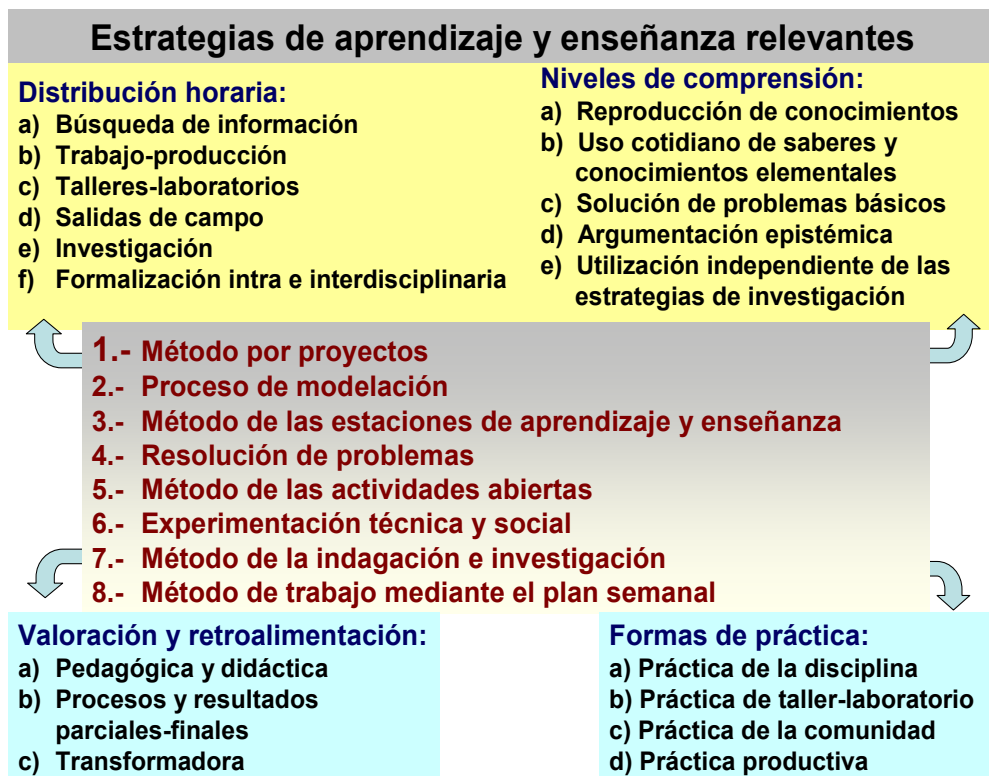 Estrategias de aprendizaje y enseñanza relevantes
Distribución horaria:
a) Búsqueda de información
b) Trabajo-producción
c) Talleres-laboratorios
d) Salidas de campo
e) Investigación
f) Formalización intra e interdisciplinaria
Niveles de comprensión:
a) Reproducción de conocimientos
b) Uso cotidiano de saberes y
conocimientos elementales
c) Solución de problemas básicos
d) Argumentación epistémica
e) Utilización independiente de las
estrategias de investigación
1.- Método por proyectos
2.- Proceso de modelación
3.- Método de las estaciones de aprendizaje y enseñanza
4.- Resolución de problemas
5.- Método de las actividades abiertas
6.- Experimentación técnica y social
7.- Método de la indagación e investigación
8.- Método de trabajo mediante el plan semanal
Valoración y retroalimentación:
a) Pedagógica y didáctica
b) Procesos y resultados
parciales-finales
c) Transformadora
Formas de práctica:
a) Práctica de la disciplina
b) Práctica de taller-laboratorio
c) Práctica de la comunidad
d) Práctica productiva